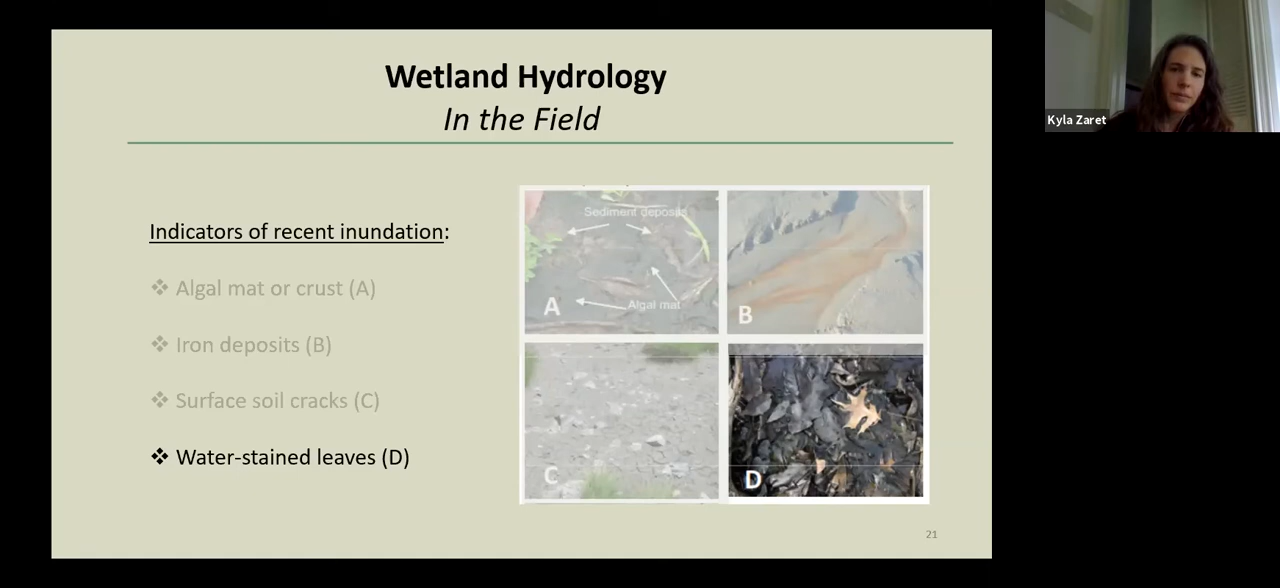 Wetland Hydrology
In the Field
Indicators of recent inundation:
❖ Algal mat or crust (A)
❖ Iron deposits (B)
❖ Surface soil cracks (C)
❖ Water-stained leaves (D)
Sediment deposits
Algal mat
A
B
C
D
21
Kyla Zaret